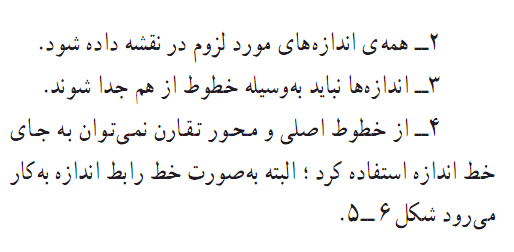 ۲ــ همه‌ی اندازه‌های مورد لزوم در نقشه داده شود.
۳ــ اندازه‌ها نباید به‌وسیله خطوط از هم جدا شوند.
۴ــ از خطوط اصلی و محور تقارن نمی‌توان به جای
خط اندازه استفاده کرد ؛ البته به‌صورت خط رابط اندازه به‌کار
می‌رود شکل ۶ ــ۵.